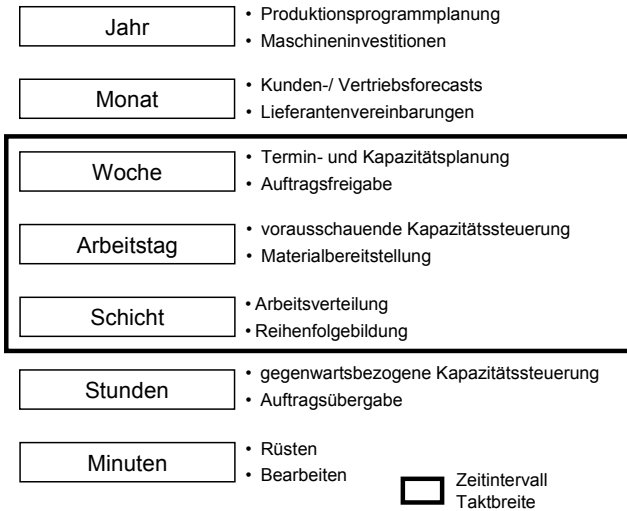 Jahr
• Produktionsprogrammplanung
• Maschineninvestitionen
Monat
• Kunden-/ Vertriebsforecasts
• Lieferantenvereinbarungen
Woche
• Termin- und Kapazitätsplanung
• Auftragsfreigabe
Arbeitstag
• vorausschauende Kapazitätssteuerung
• Materialbereitstellung
Schicht
• Arbeitsverteilung
• Reihenfolgebildung
Stunden
• gegenwartsbezogene Kapazitätssteuerung
• Auftragsübergabe
Minuten
• Rüsten
• Bearbeiten
Zeitintervall
Taktbreite